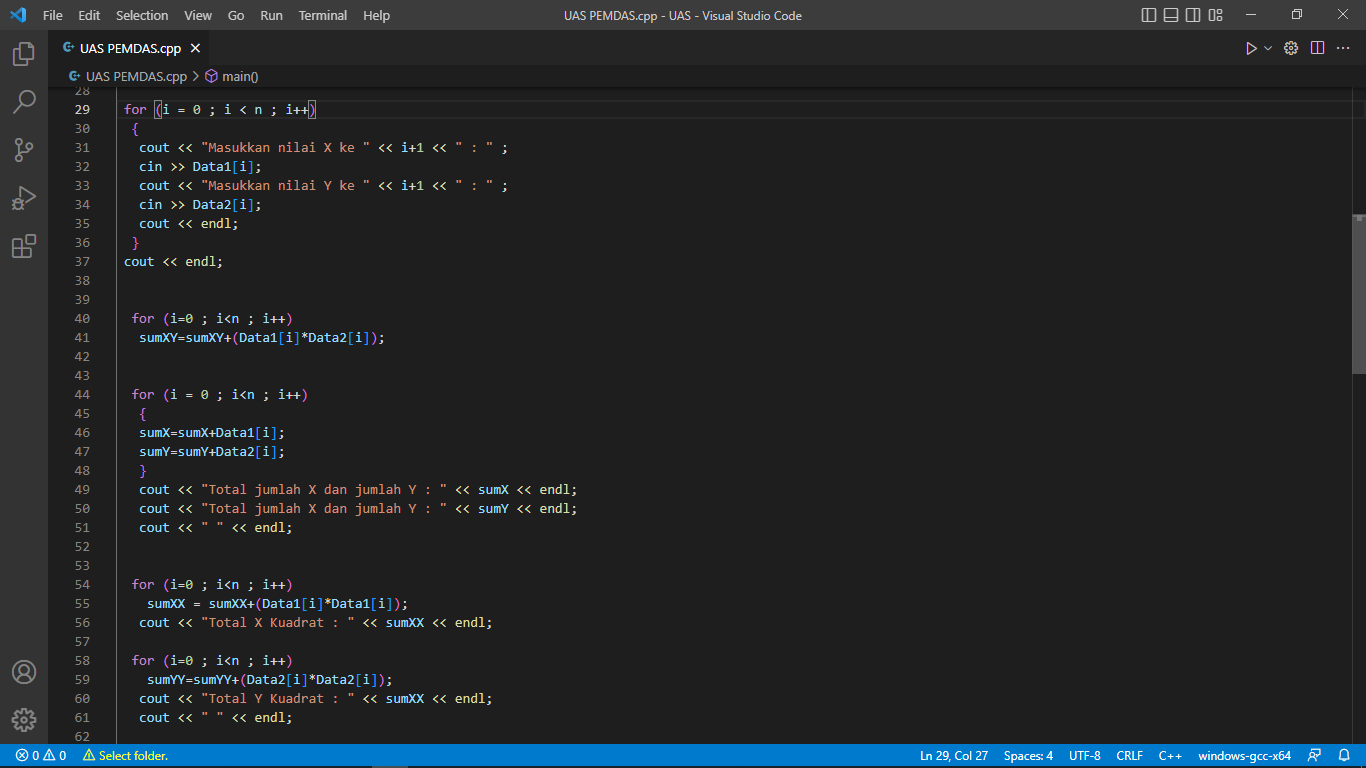 File Edit Selection View Go Run Terminal Help UAS PEMDAS.cpp - UAS - Visual Studio Code
UAS PEMDAS.cpp
UAS PEMDAS.cpp > main()
28
29 for (i = 0 ; i < n ; i++)
30 {
31 cout << "Masukkan nilai X ke " << i+1 << " : " ;
32 cin >> Data1[i];
33 cout << "Masukkan nilai Y ke " << i+1 << " : " ;
34 cin >> Data2[i];
35 cout << endl;
36 }
37 cout << endl;
38
39
40 for (i=0 ; i<n ; i++)
41 sumXY=sumXY+(Data1[i]*Data2[i]);
42
43
44 for (i = 0 ; i<n ; i++)
45 {
46 sumX=sumX+Data1[i];
47 sumY=sumY+Data2[i];
48 }
49 cout << "Total jumlah X dan jumlah Y : " << sumX << endl;
50 cout << "Total jumlah X dan jumlah Y : " << sumY << endl;
51 cout << " " << endl;
52
53
54 for (i=0 ; i<n ; i++)
55 sumXX = sumXX+(Data1[i]*Data1[i]);
56 cout << "Total X Kuadrat : " << sumXX << endl;
57
58 for (i=0 ; i<n ; i++)
59 sumYY=sumYY+(Data2[i]*Data2[i]);
60 cout << "Total Y Kuadrat : " << sumXX << endl;
61 cout << " " << endl;
62
0 0 Select folder. Ln 29, Col 27 Spaces: 4 UTF-8 CRLF C++ windows-gcc-x64